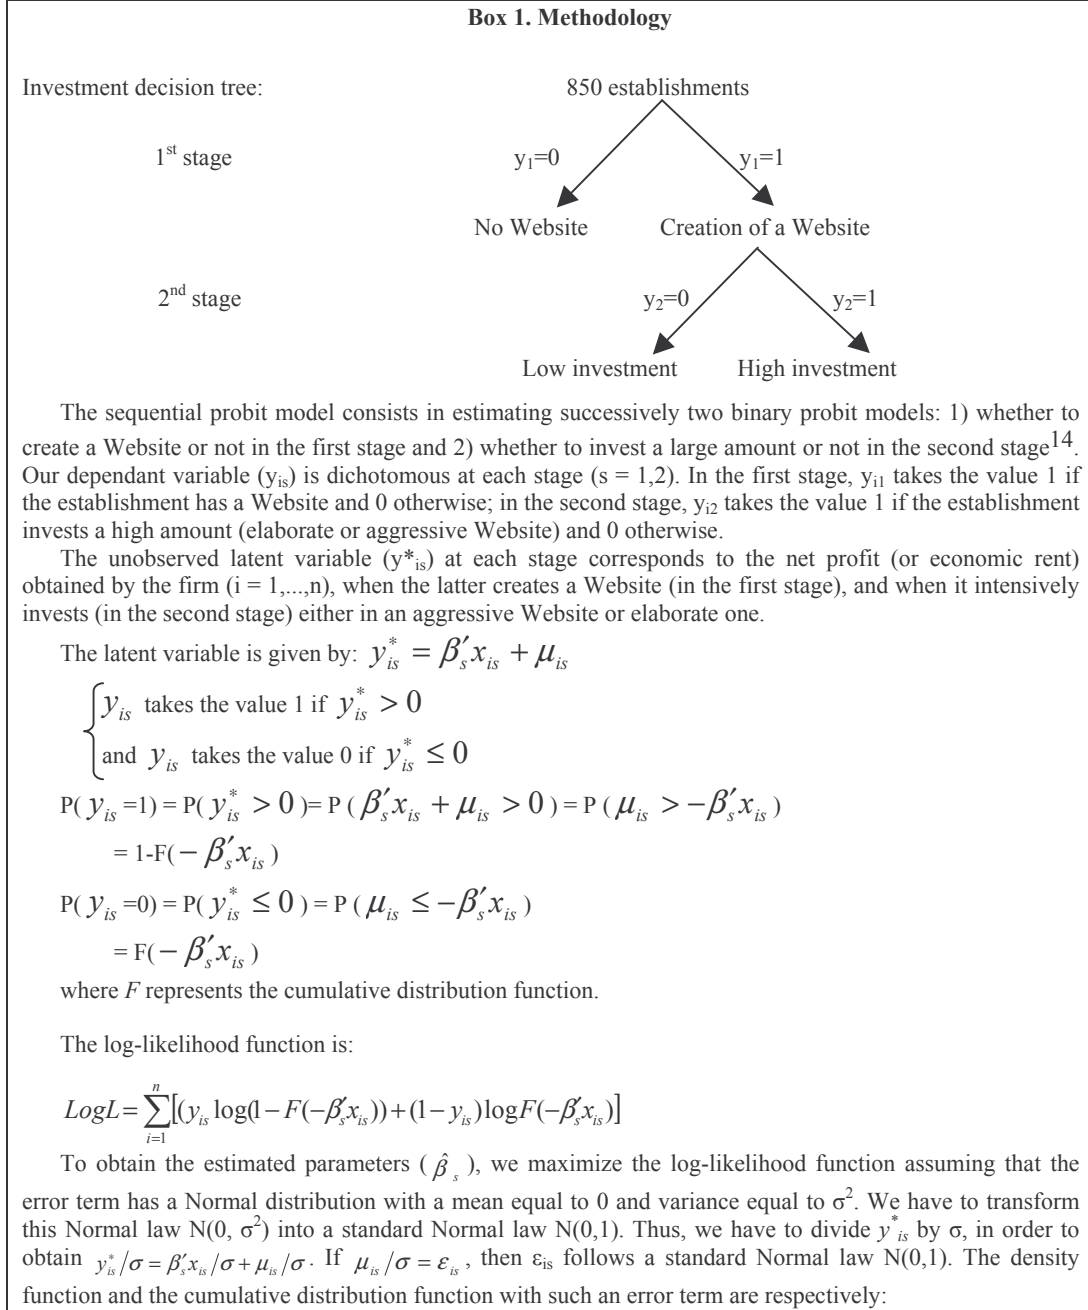 Box 1. Methodology
Investment decision tree: 850 establishments
1st stage y1=0 y1=1
No Website Creation of a Website
2nd stage y2=0 y2=1
Low investment High investment
The sequential probit model consists in estimating successively two binary probit models: 1) whether to
create a Website or not in the first stage and 2) whether to invest a large amount or not in the second stage14.
Our dependant variable (yis) is dichotomous at each stage (s = 1,2). In the first stage, yi1 takes the value 1 if
the establishment has a Website and 0 otherwise; in the second stage, yi2 takes the value 1 if the establishment
invests a high amount (elaborate or aggressive Website) and 0 otherwise.
The unobserved latent variable (y*is) at each stage corresponds to the net profit (or economic rent)
obtained by the firm (i = 1,...,n), when the latter creates a Website (in the first stage), and when it intensively
invests (in the second stage) either in an aggressive Website or elaborate one.
The latent variable is given by: y*is = β′s xis + μis
yis takes the value 1 if y*is > 0
and yis takes the value 0 if y*is ≤ 0
P( yis =1) = P( y*is > 0 )= P ( β′s xis + μis > 0 ) = P ( μis > −β′s xis )
= 1-F( − β′s xis )
P( yis =0) = P( y*is ≤ 0 ) = P ( μis ≤ −β′s xis )
= F( − β′s xis )
where F represents the cumulative distribution function.
The log-likelihood function is:
LogL = ∑i=1n [(yis log(1 − F(−β′s xis)) + (1 − yis) log F(−β′s xis)]
To obtain the estimated parameters ( β̂s ), we maximize the log-likelihood function assuming that the
error term has a Normal distribution with a mean equal to 0 and variance equal to σ2. We have to transform
this Normal law N(0, σ2) into a standard Normal law N(0,1). Thus, we have to divide y*is by σ, in order to
obtain y*is/σ = β′s xis/σ + μis/σ. If μis/σ = εis, then εis follows a standard Normal law N(0,1). The density
function and the cumulative distribution function with such an error term are respectively: